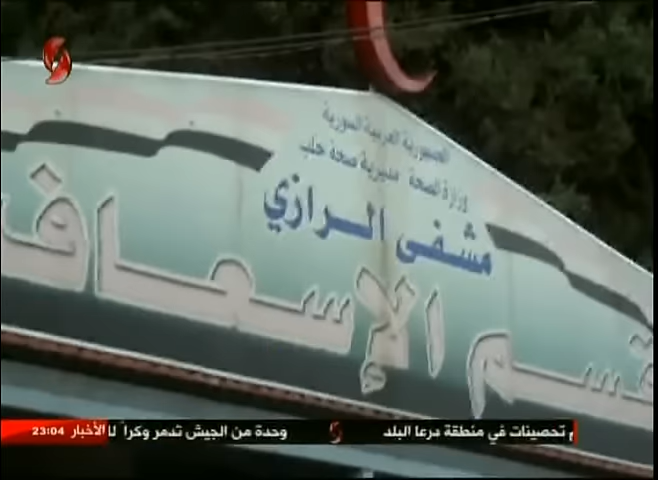 الجمهورية العربية السورية
وزارة الصحة مديرية صحة حلب
مشفى الرازي
قسم الإسعاف
م تحصينات في منطقة درعا البلد
وحدة من الجيش تدمر وكراً لا
الأخبار 23:04